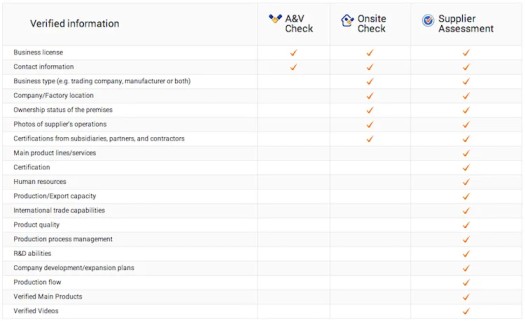 Verified information
A&V Check
Onsite Check
Supplier Assessment
Business license ✓ ✓ ✓
Contact information ✓ ✓ ✓
Business type (e.g. trading company, manufacturer or both) ✓ ✓
Company/Factory location ✓ ✓
Ownership status of the premises ✓ ✓
Photos of supplier's operations ✓ ✓
Certifications from subsidiaries, partners, and contractors ✓ ✓
Main product lines/services ✓
Certification ✓
Human resources ✓
Production/Export capacity ✓
International trade capabilities ✓
Product quality ✓
Production process management ✓
R&D abilities ✓
Company development/expansion plans ✓
Production flow ✓
Verified Main Products ✓
Verified Videos ✓